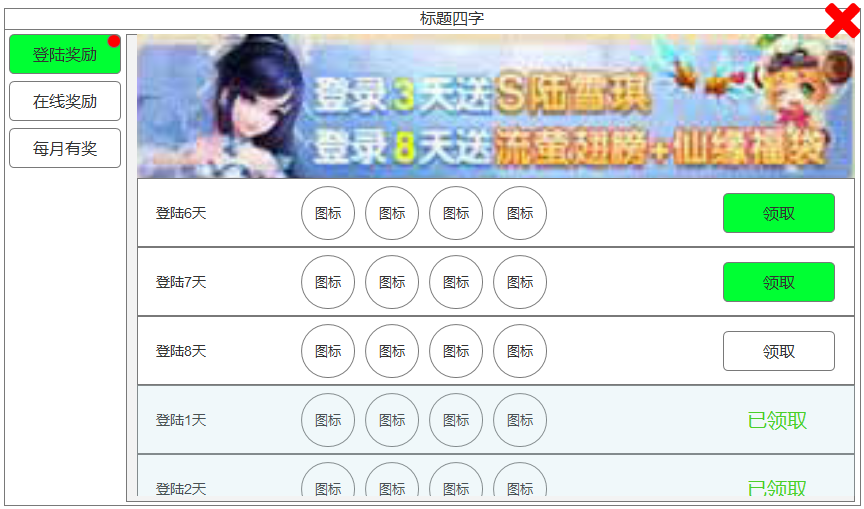 标题四字
登陆奖励
在线奖励
每月有奖
登录3天送S陆雪琪
登录8天送流萤翅膀+仙缘福袋
登陆6天 图标 图标 图标 图标 领取
登陆7天 图标 图标 图标 图标 领取
登陆8天 图标 图标 图标 图标 领取
登陆1天 图标 图标 图标 图标 已领取
登陆2天 图标 图标 图标 图标 已领取